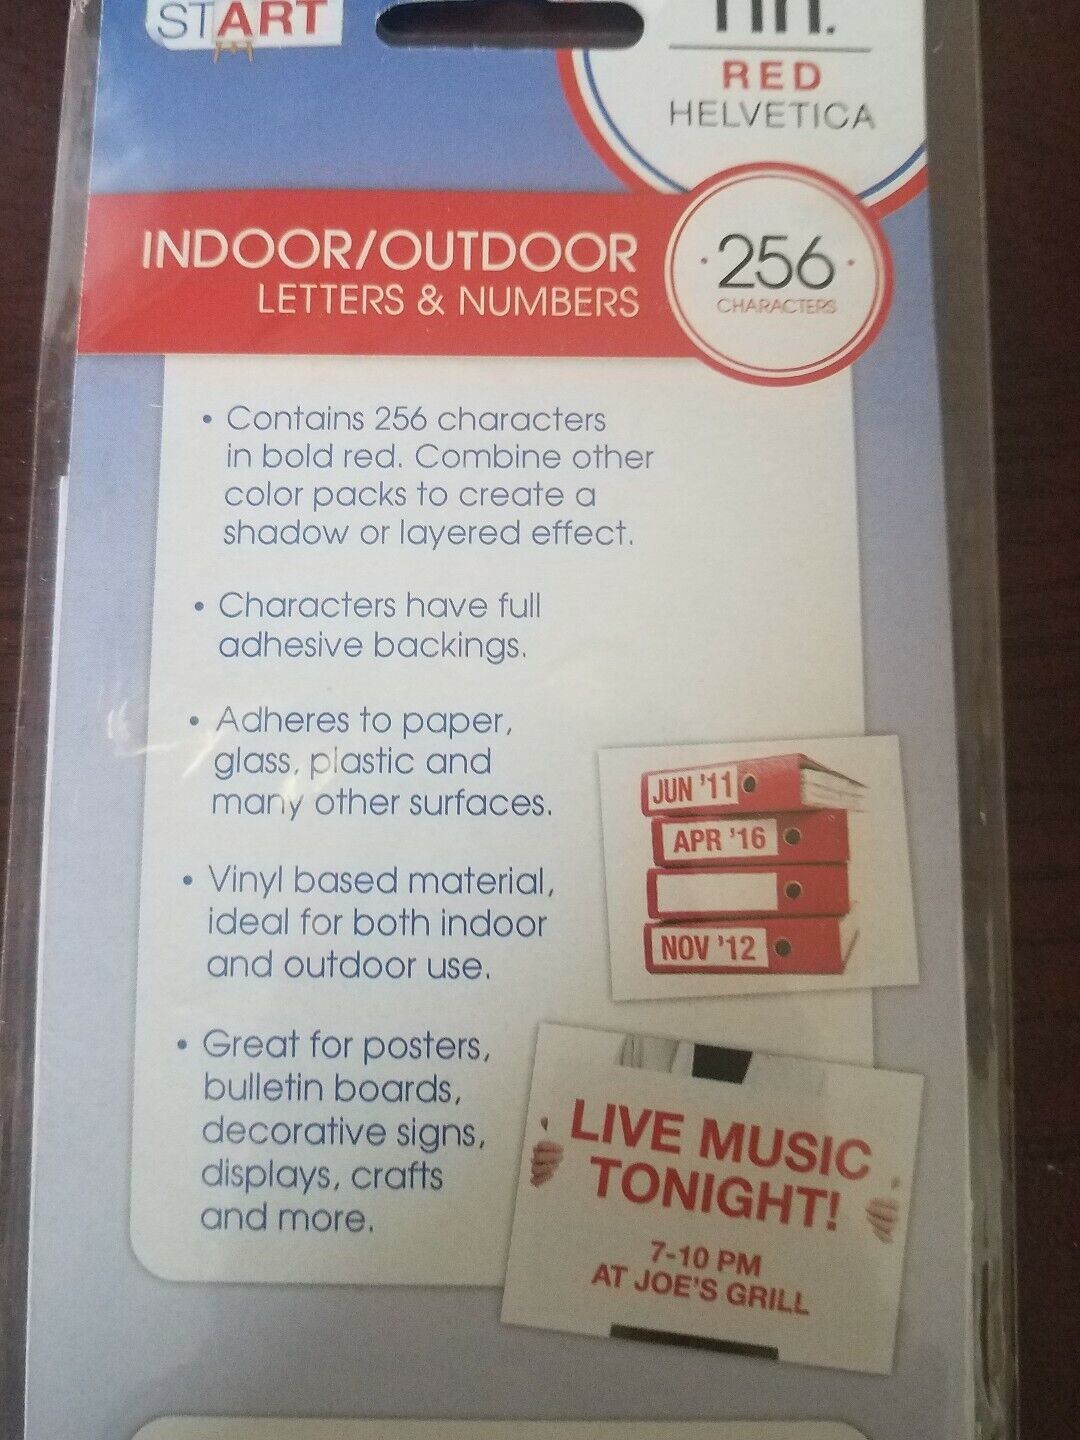 START
RED
HELVETICA
INDOOR/OUTDOOR
LETTERS & NUMBERS
· 256 ·
CHARACTERS
• Contains 256 characters
in bold red. Combine other
color packs to create a
shadow or layered effect.
• Characters have full
adhesive backings.
• Adheres to paper,
glass, plastic and
many other surfaces.
• Vinyl based material,
ideal for both indoor
and outdoor use.
• Great for posters,
bulletin boards,
decorative signs,
displays, crafts
and more.
JUN '11
APR '16
NOV '12
LIVE MUSIC
TONIGHT!
7-10 PM
AT JOE'S GRILL